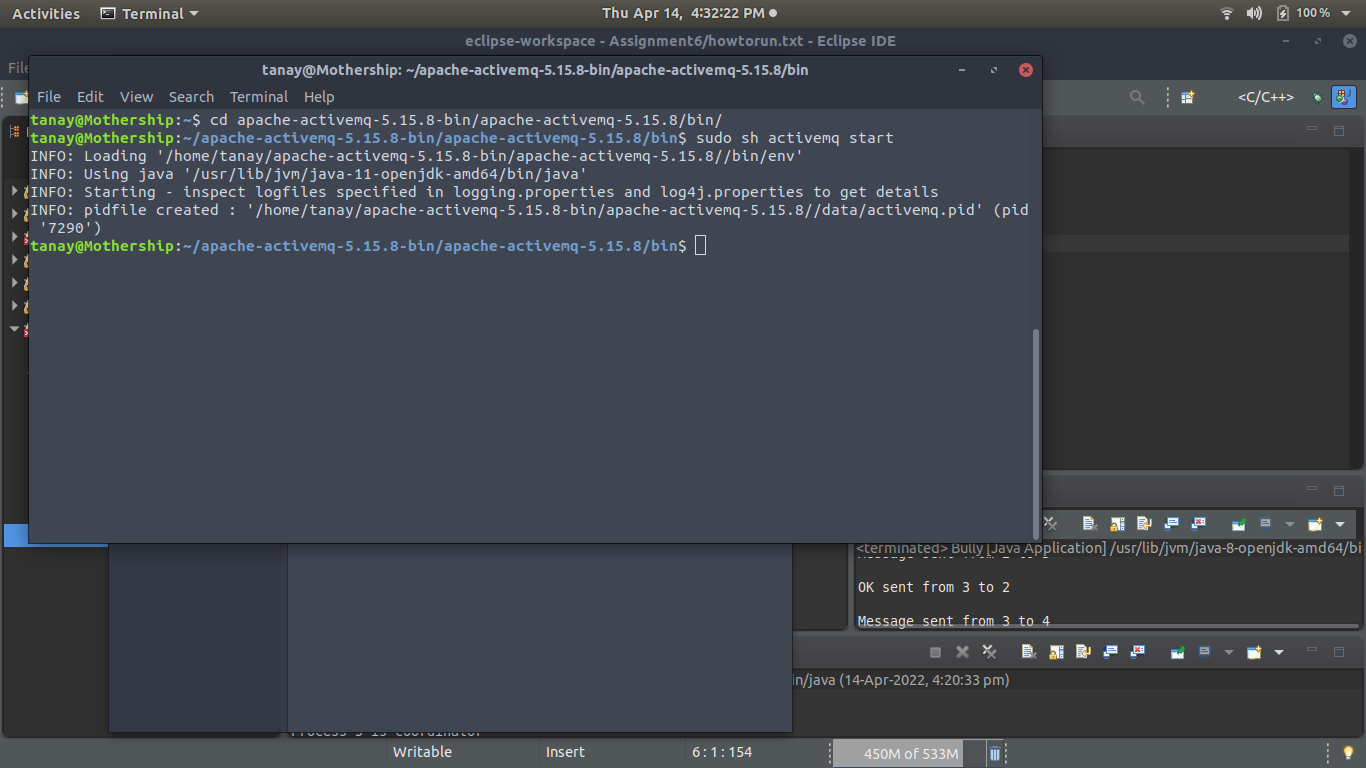 Activities Terminal Thu Apr 14, 4:32:22 PM 100 %
eclipse-workspace - Assignment6/howtorun.txt - Eclipse IDE
tanay@Mothership: ~/apache-activemq-5.15.8-bin/apache-activemq-5.15.8/bin
File Edit View Search Terminal Help
<C/C++>
tanay@Mothership:~$ cd apache-activemq-5.15.8-bin/apache-activemq-5.15.8/bin/
tanay@Mothership:~/apache-activemq-5.15.8-bin/apache-activemq-5.15.8/bin$ sudo sh activemq start
INFO: Loading '/home/tanay/apache-activemq-5.15.8-bin/apache-activemq-5.15.8//bin/env'
INFO: Using java '/usr/lib/jvm/java-11-openjdk-amd64/bin/java'
INFO: Starting - inspect logfiles specified in logging.properties and log4j.properties to get details
INFO: pidfile created : '/home/tanay/apache-activemq-5.15.8-bin/apache-activemq-5.15.8//data/activemq.pid' (pid
'7290')
tanay@Mothership:~/apache-activemq-5.15.8-bin/apache-activemq-5.15.8/bin$
<terminated> Bully [Java Application] /usr/lib/jvm/java-8-openjdk-amd64/bi
OK sent from 3 to 2
Message sent from 3 to 4
in/java (14-Apr-2022, 4:20:33 pm)
Writable Insert 6 : 1 : 154 450M of 533M